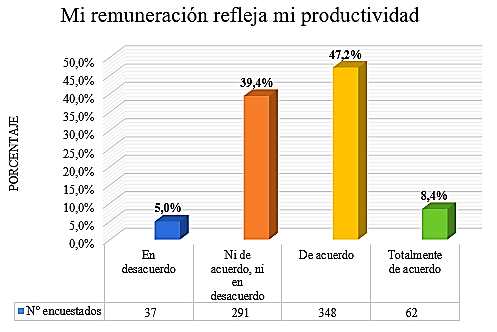 Mi remuneración refleja mi productividad
PORCENTAJE
50,0%
45,0%
40,0%
35,0%
30,0%
25,0%
20,0%
15,0%
10,0%
5,0%
0,0%
5,0%
39,4%
47,2%
8,4%
En
desacuerdo
Ni de
acuerdo, ni
en
desacuerdo
De acuerdo
Totalmente
de acuerdo
N° encuestados 37 291 348 62